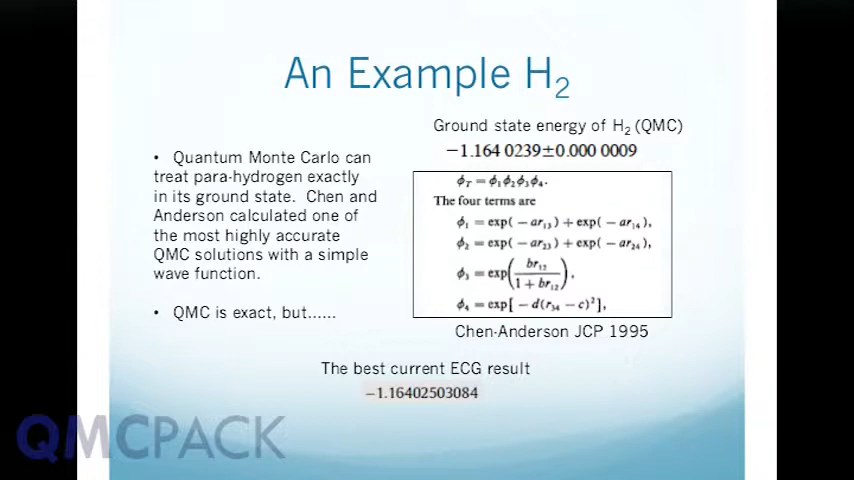 An Example H₂
• Quantum Monte Carlo can
treat para-hydrogen exactly
in its ground state. Chen and
Anderson calculated one of
the most highly accurate
QMC solutions with a simple
wave function.
• QMC is exact, but......
Ground state energy of H₂ (QMC)
−1.164 0239±0.000 0009
ϕ_T = ϕ₁ϕ₂ϕ₃ϕ₄.
The four terms are
ϕ₁ = exp(−ar₁₃) + exp(−ar₁₄),
ϕ₂ = exp(−ar₂₃) + exp(−ar₂₄),
ϕ₃ = exp(br₁₂ / 1 + br₁₂),
ϕ₄ = exp[−d(r₃₄ − c)²],
Chen-Anderson JCP 1995
The best current ECG result
−1.16402503084
QMCPACK